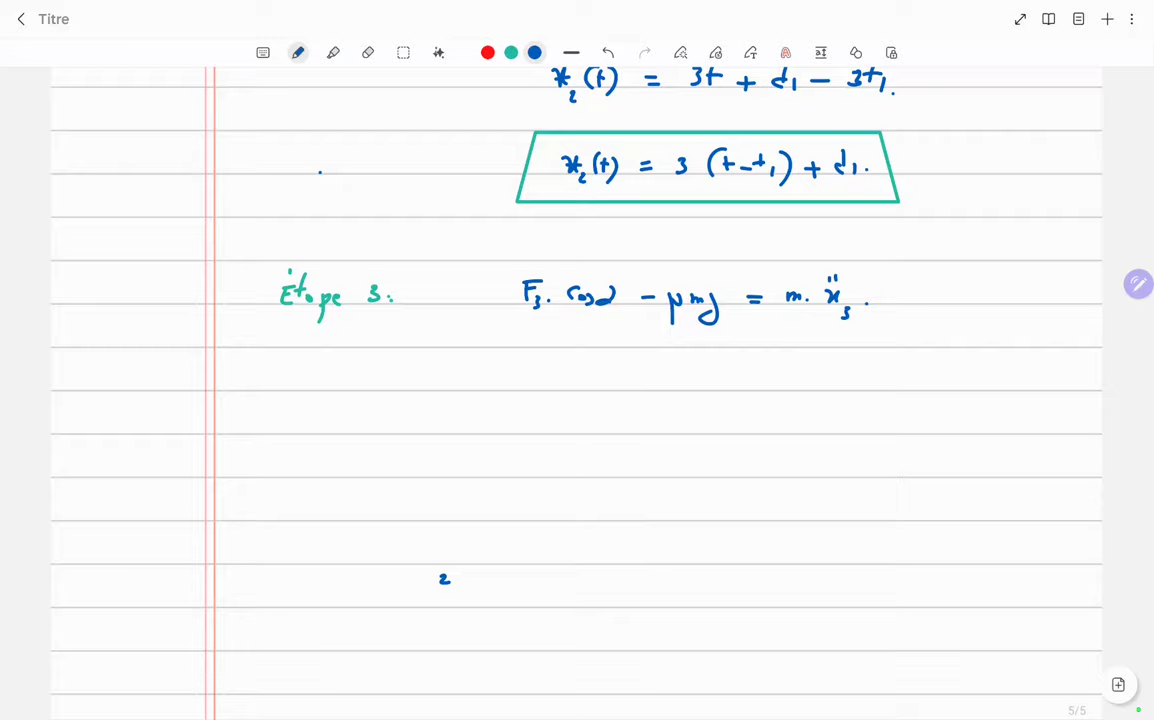 Titre
x₂(t) = 3t + d₁ - 3t₁.
x₂(t) = 3 (t-t₁) + d₁.
Étape 3: F₃. cosα - μmg = m. ẍ₃.
2
5/5